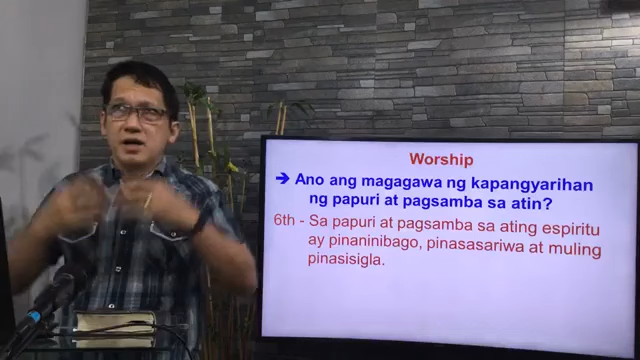 Worship
➔ Ano ang magagawa ng kapangyarihan
ng papuri at pagsamba sa atin?
6th - Sa papuri at pagsamba sa ating espiritu
ay pinaninibago, pinasasariwa at muling
pinasisigla.